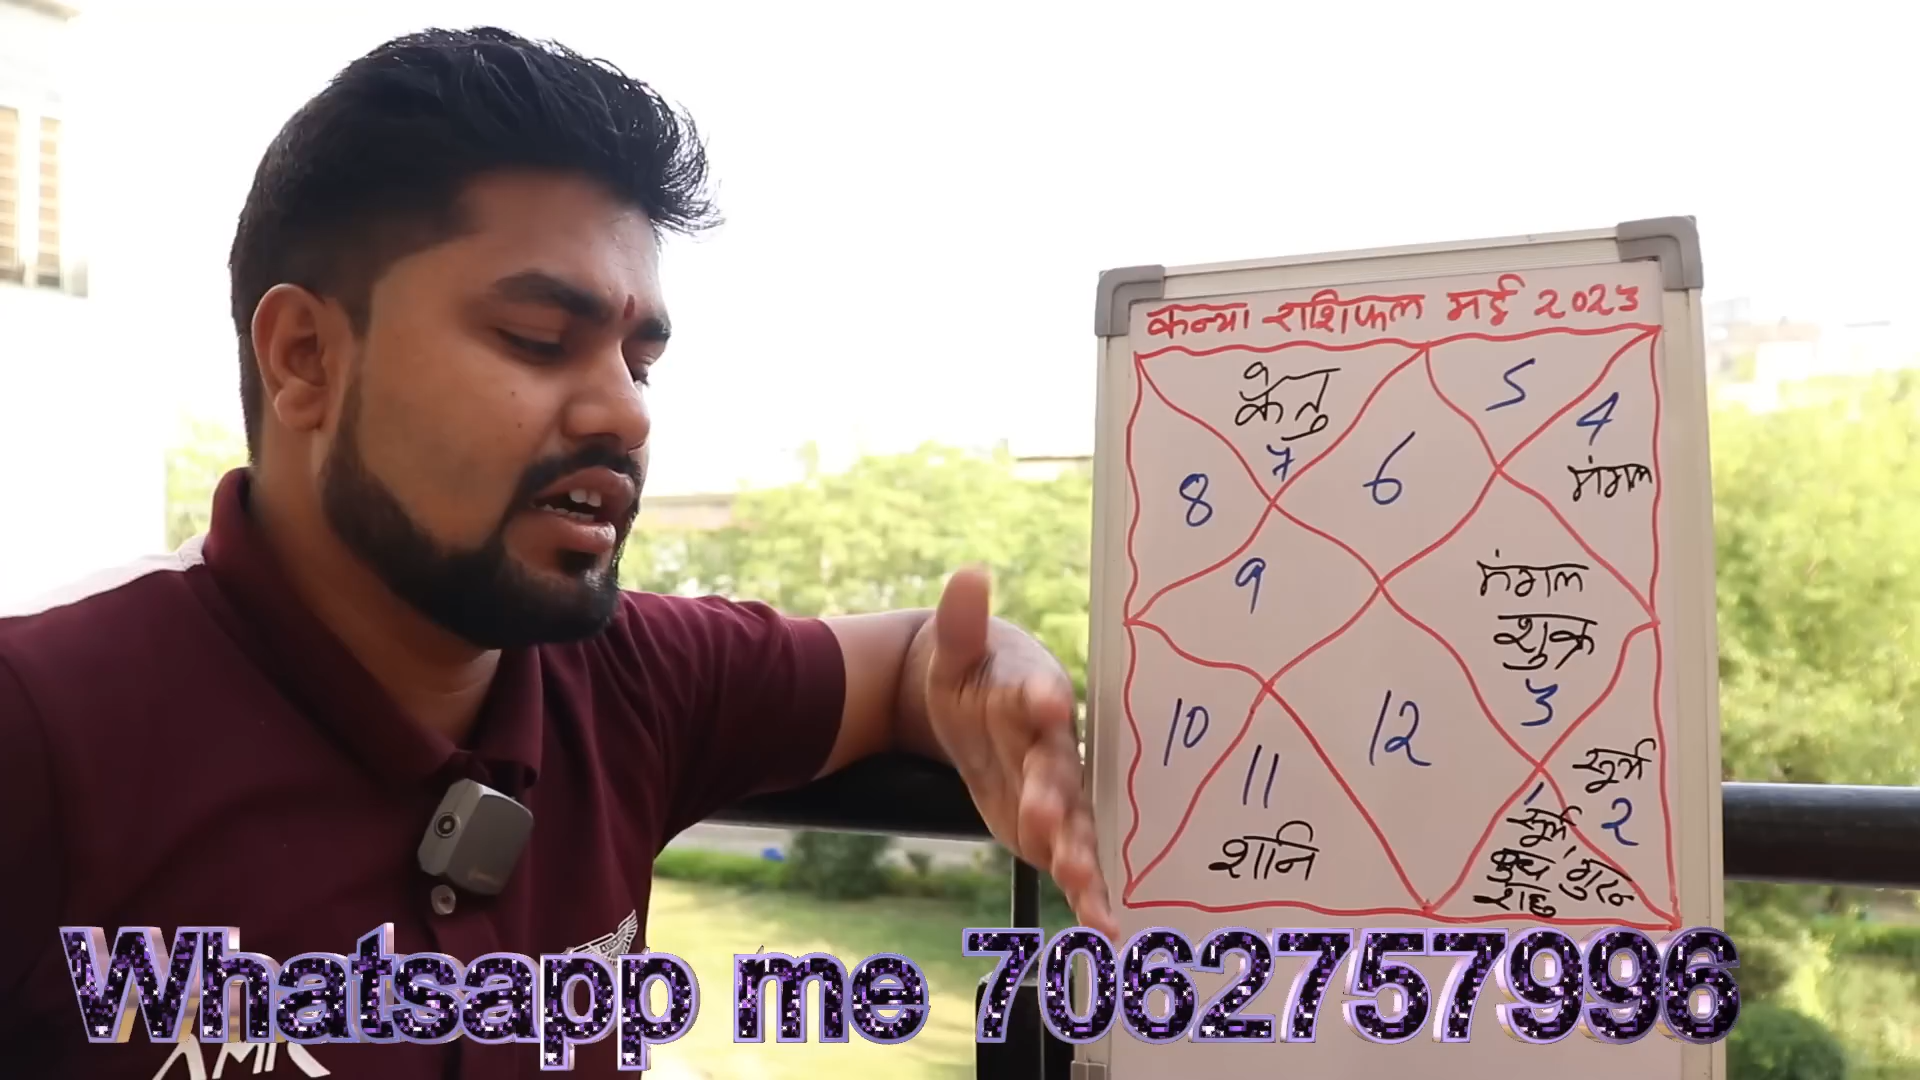 कन्या राशिफल मई 2023
केतु
7
6
5
4
मंगल
8
9
मंगल
शुक्र
3
10
11
शनि
12
सूर्य
2
1
सूर्य,
बुध, गुरु
राहु
Whatsapp me 7062757996